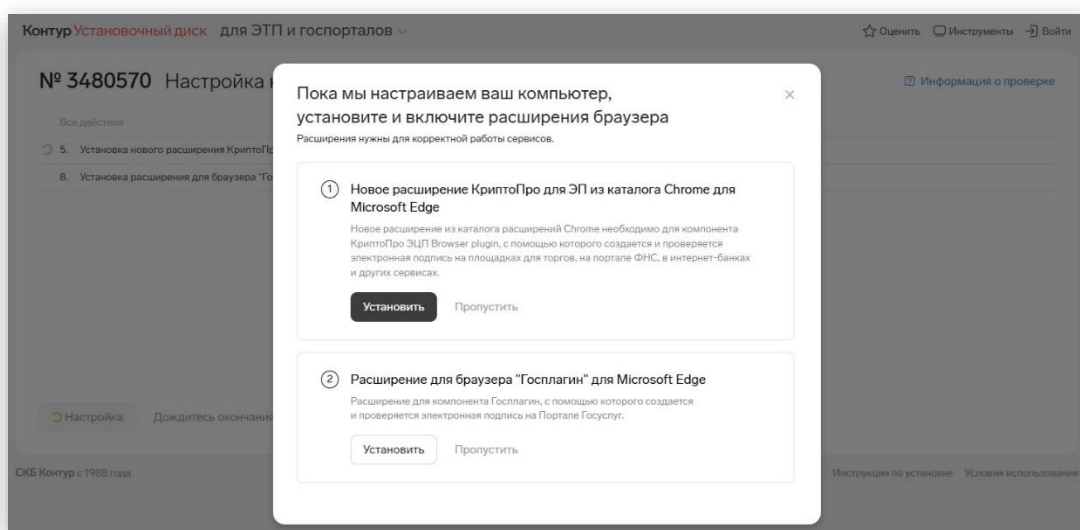 Контур Установочный диск для ЭТП и госпорталов
Оценить Инструменты Войти
№ 3480570 Настройка
Информация о проверке
Все действия
5. Установка нового расширения КриптоПр
8. Установка расширения для браузера "Го
Настройка Дождитесь окончания
СКБ Контур с 1988 года
Инструкция по установке Условия использования
Пока мы настраиваем ваш компьютер,
установите и включите расширения браузера
Расширения нужны для корректной работы сервисов.
1 Новое расширение КриптоПро для ЭП из каталога Chrome для
Microsoft Edge
Новое расширение из каталога расширений Chrome необходимо для компонента
КриптоПро ЭЦП Browser plugin, с помощью которого создается и проверяется
электронная подпись на площадках для торгов, на портале ФНС, в интернет-банках
и других сервисах.
Установить Пропустить
2 Расширение для браузера "Госплагин" для Microsoft Edge
Расширение для компонента Госплагин, с помощью которого создается
и проверяется электронная подпись на Портале Госуслуг.
Установить Пропустить